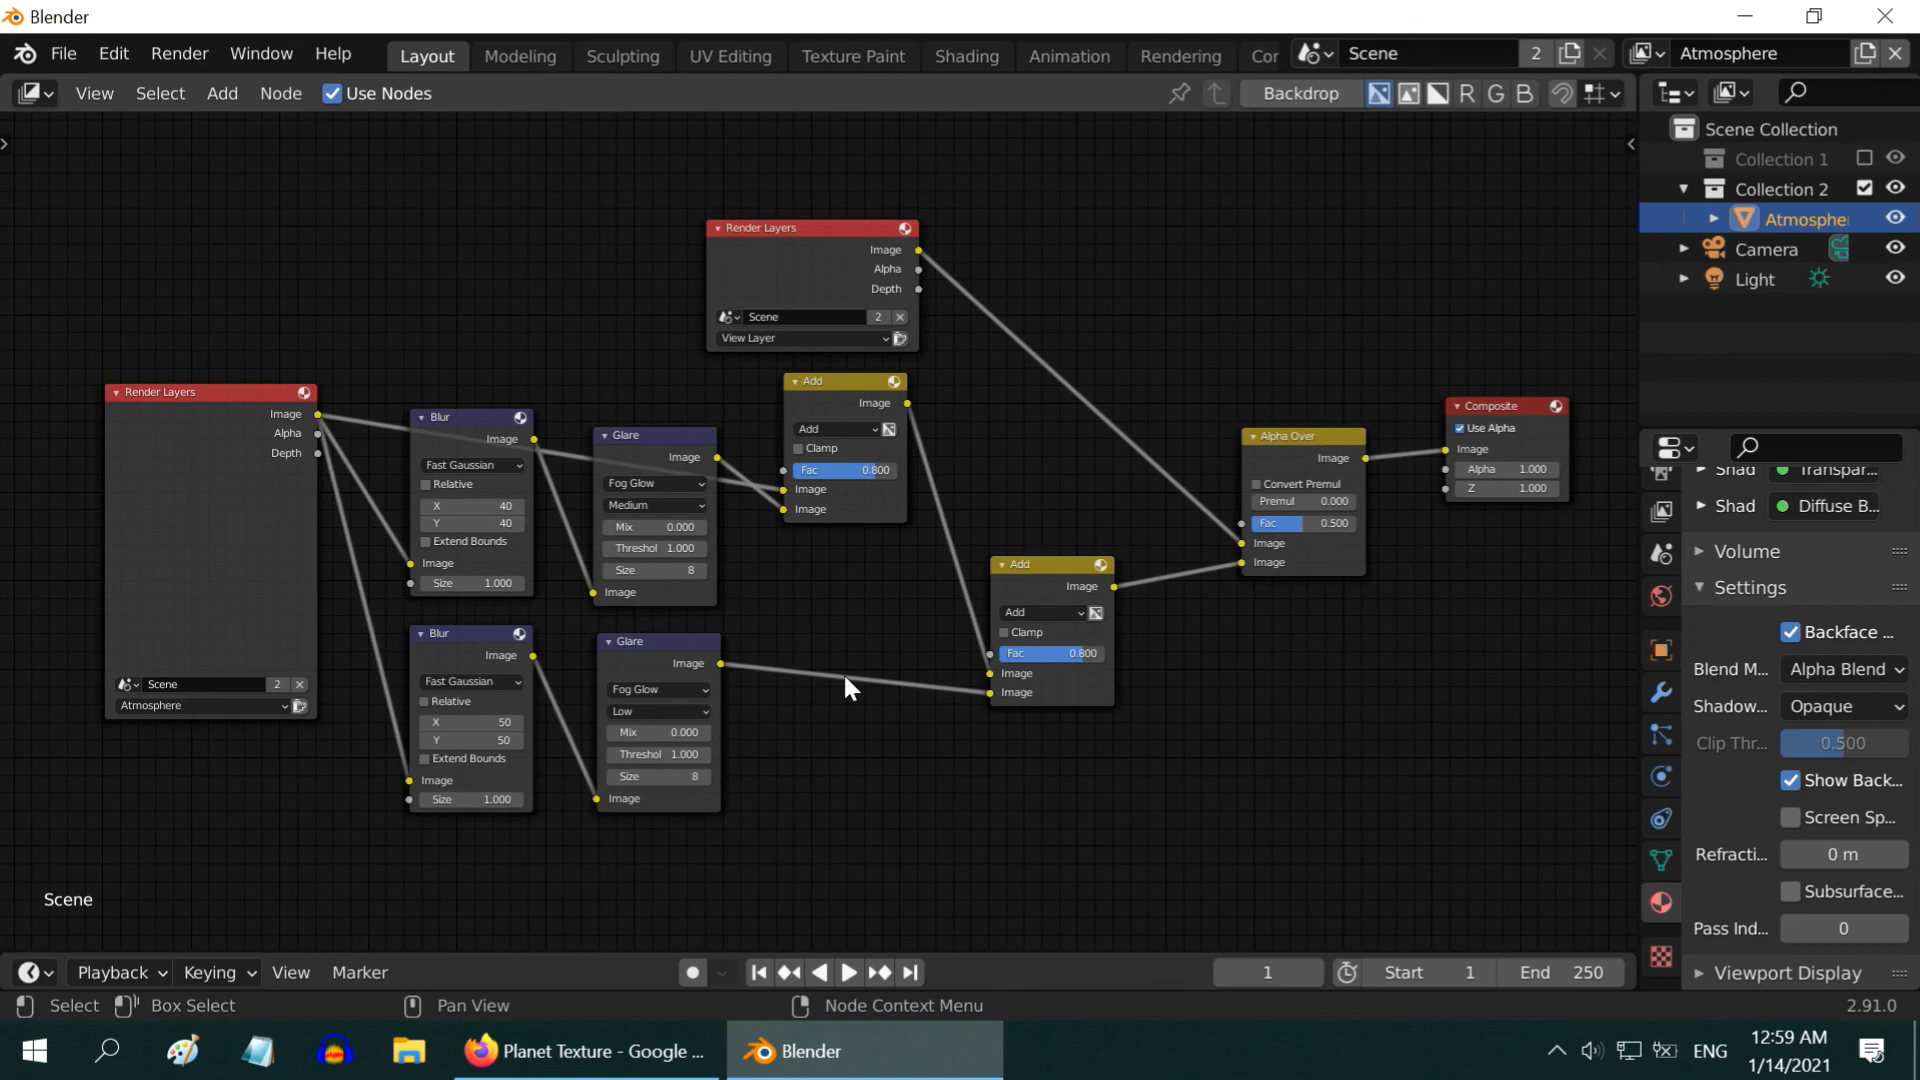 Blender
File Edit Render Window Help
Layout Modeling Sculpting UV Editing Texture Paint Shading Animation Rendering Cor
Scene 2
Atmosphere
View Select Add Node Use Nodes
Backdrop R G B
Scene Collection
Collection 1
Collection 2
Atmosphe
Camera
Light
Render Layers
Image
Alpha
Depth
Scene 2
View Layer
Render Layers
Image
Alpha
Depth
Scene 2
Atmosphere
Blur
Image
Fast Gaussian
Relative
X 40
Y 40
Extend Bounds
Image
Size 1.000
Glare
Image
Fog Glow
Medium
Mix 0.000
Threshol 1.000
Size 8
Image
Add
Image
Add
Clamp
Fac 0.800
Image
Image
Blur
Image
Fast Gaussian
Relative
X 50
Y 50
Extend Bounds
Image
Size 1.000
Glare
Image
Fog Glow
Low
Mix 0.000
Threshol 1.000
Size 8
Image
Add
Image
Add
Clamp
Fac 0.800
Image
Image
Alpha Over
Image
Convert Premul
Premul 0.000
Fac 0.500
Image
Image
Composite
Use Alpha
Image
Alpha 1.000
Z 1.000
Shad Transpar...
Shad Diffuse B...
Volume
Settings
Backface ...
Blend M... Alpha Blend
Shadow... Opaque
Clip Thr... 0.500
Show Back...
Screen Sp...
Refracti... 0 m
Subsurface...
Pass Ind... 0
Viewport Display
Scene
Playback Keying View Marker
1
Start 1 End 250
Select Box Select Pan View Node Context Menu
2.91.0
Planet Texture - Google ...
Blender
ENG
12:59 AM
1/14/2021